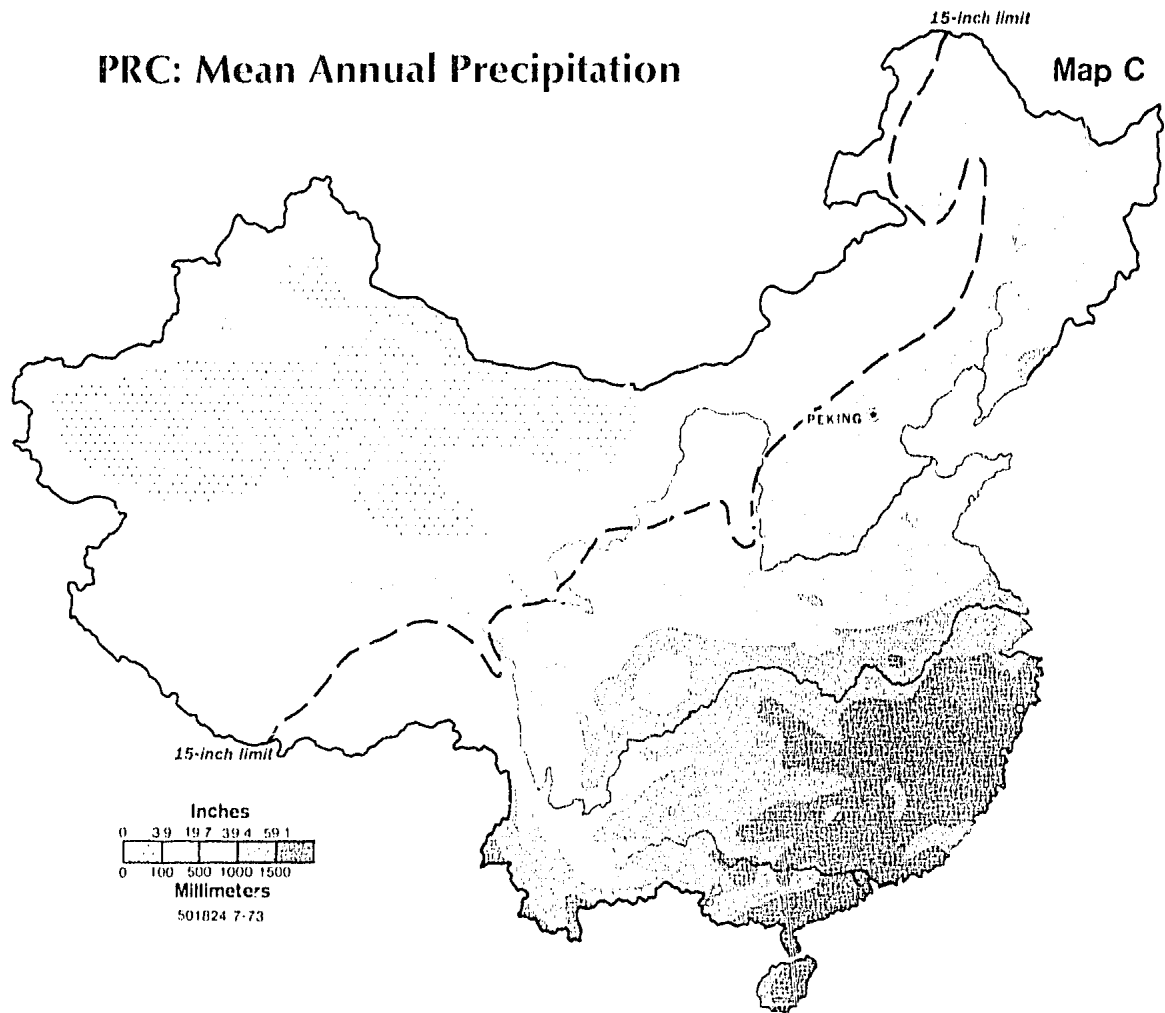 15-inch limit
PRC: Mean Annual Precipitation
Map C
PEKING
15-inch limit
Inches
0 3.9 19.7 39.4 59.1
0 100 500 1000 1500
Millimeters
501824 7-73